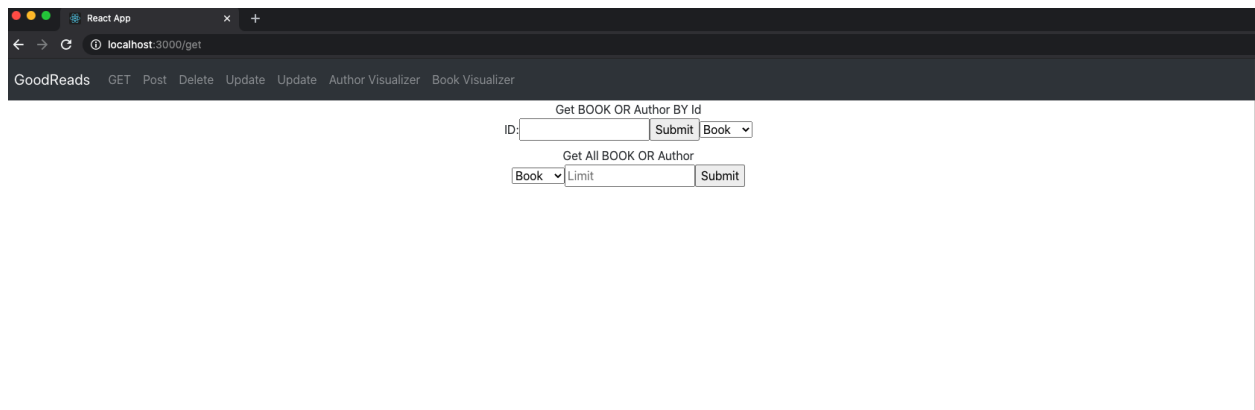 React App
localhost:3000/get
GoodReads GET Post Delete Update Update Author Visualizer Book Visualizer
Get BOOK OR Author BY Id
ID: Submit Book
Get All BOOK OR Author
Book Limit Submit